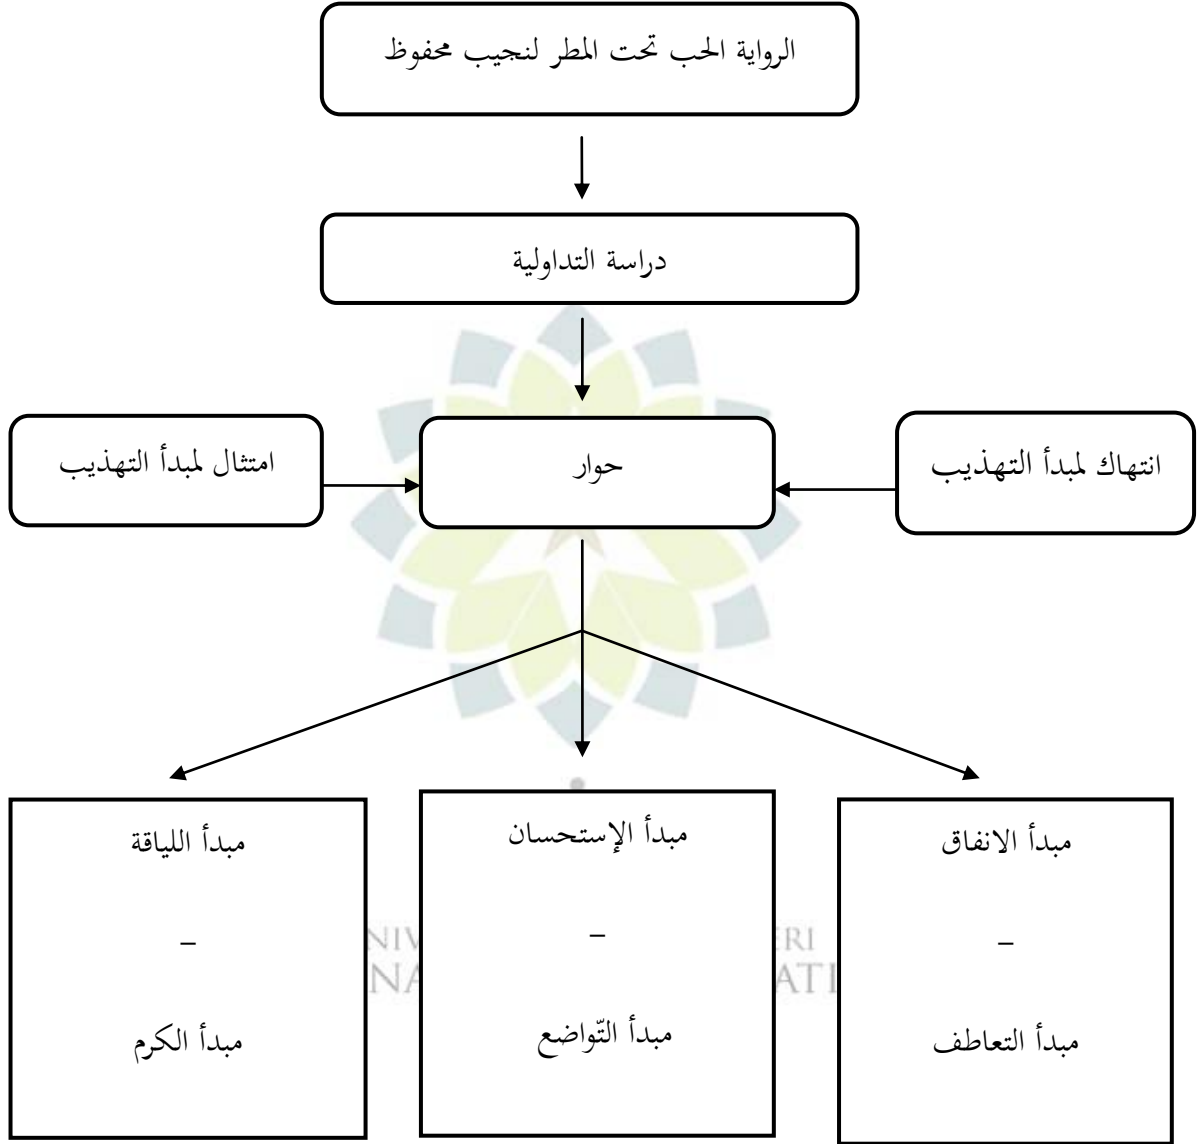 الرواية الحب تحت المطر لنجيب محفوظ
دراسة التداولية
انتهاك لمبدأ التهذيب
حوار
امتثال لمبدأ التهذيب
مبدأ الانفاق
–
مبدأ التعاطف
مبدأ الإستحسان
–
مبدأ التّواضع
مبدأ اللياقة
–
مبدأ الكرم